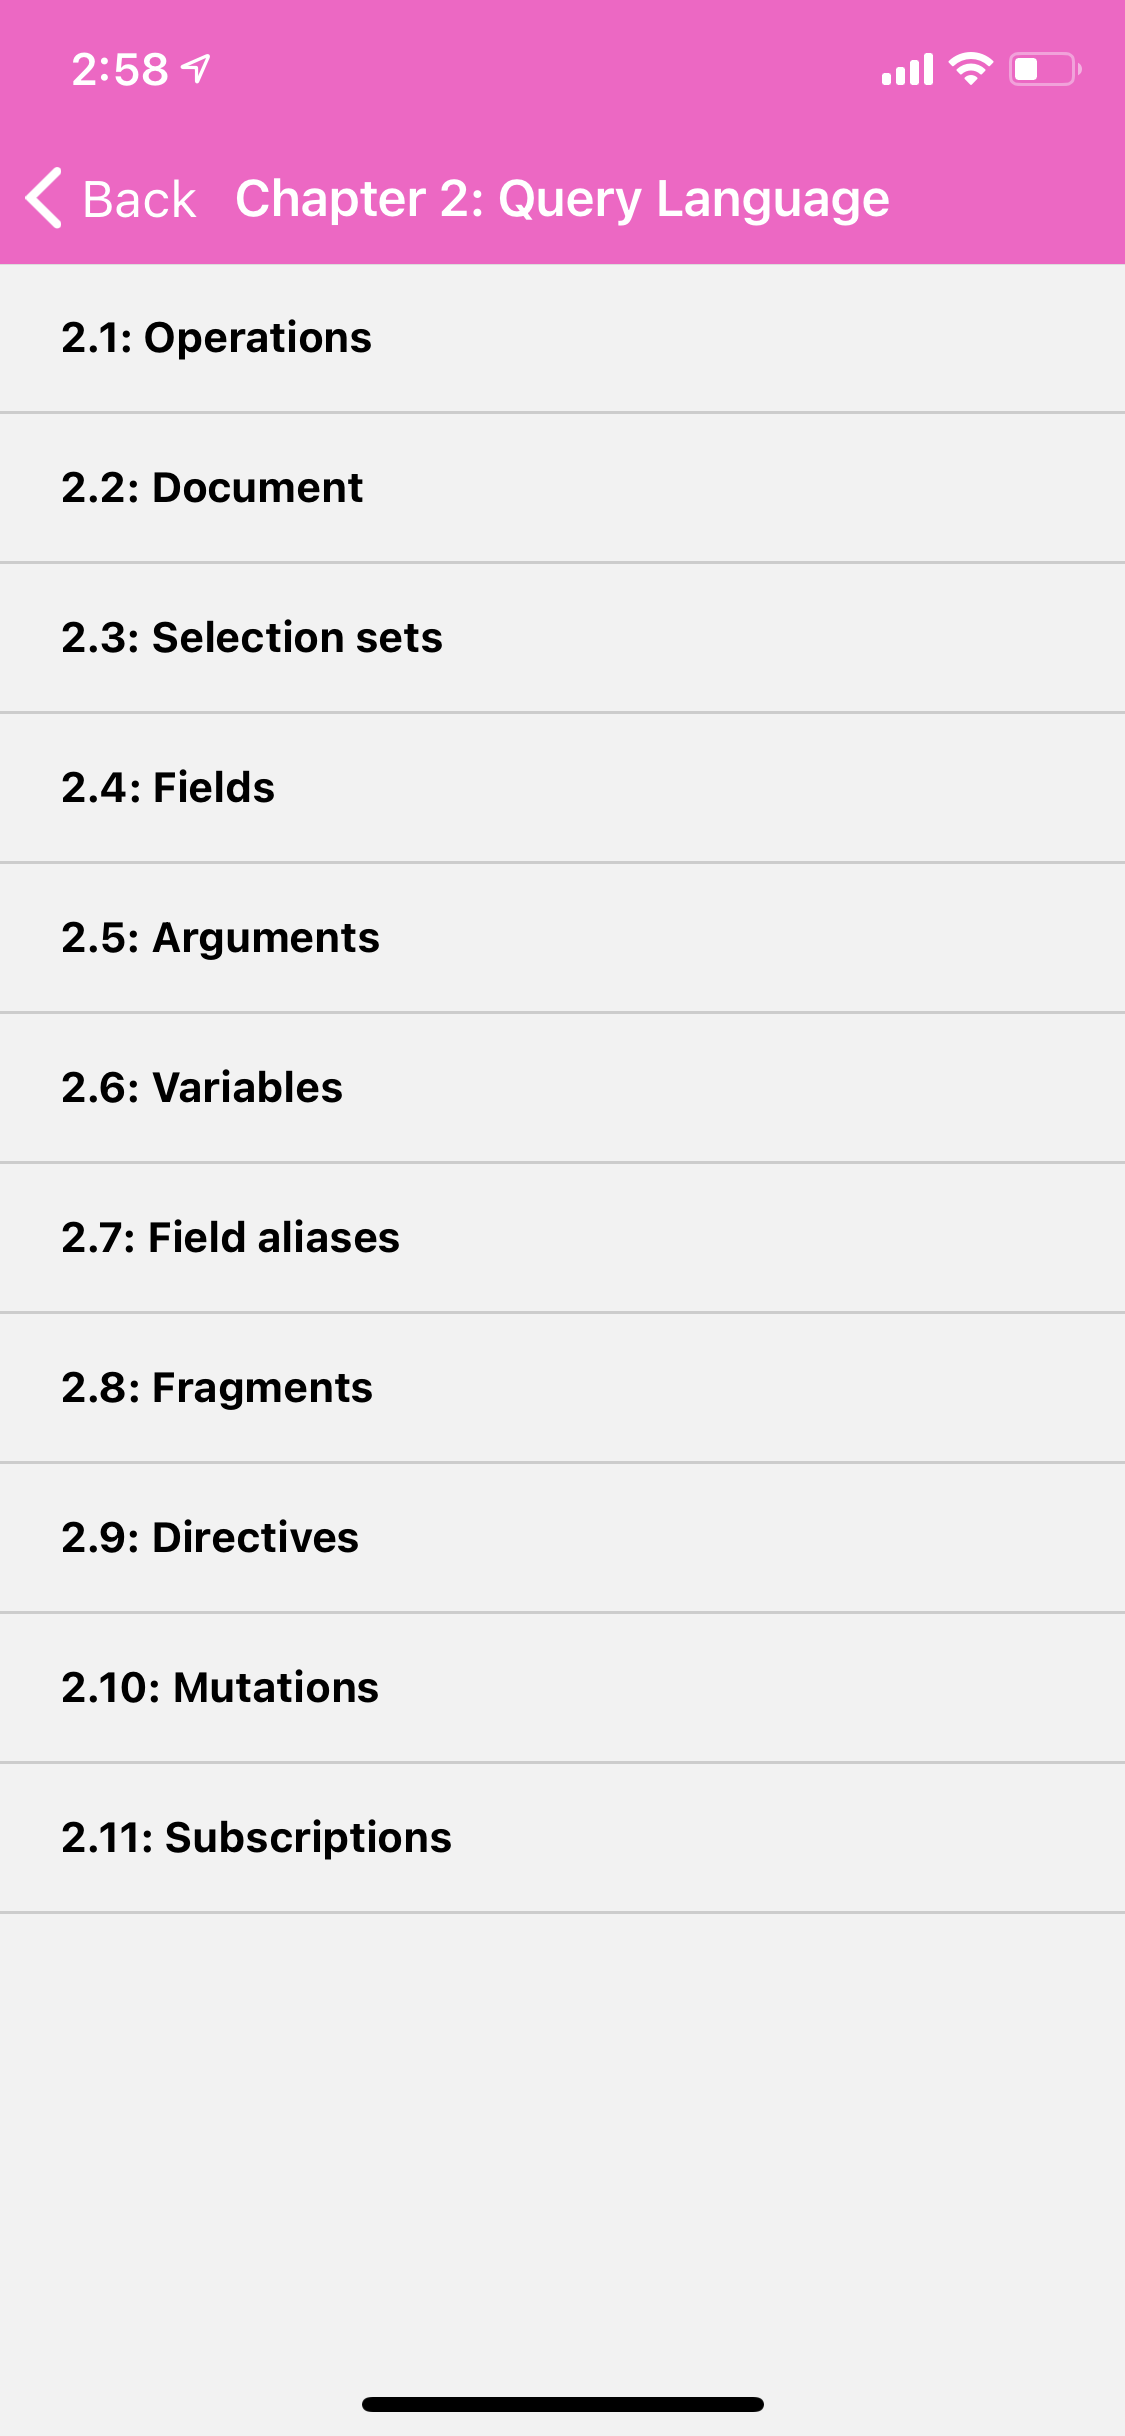 2:58
Back Chapter 2: Query Language
2.1: Operations
2.2: Document
2.3: Selection sets
2.4: Fields
2.5: Arguments
2.6: Variables
2.7: Field aliases
2.8: Fragments
2.9: Directives
2.10: Mutations
2.11: Subscriptions